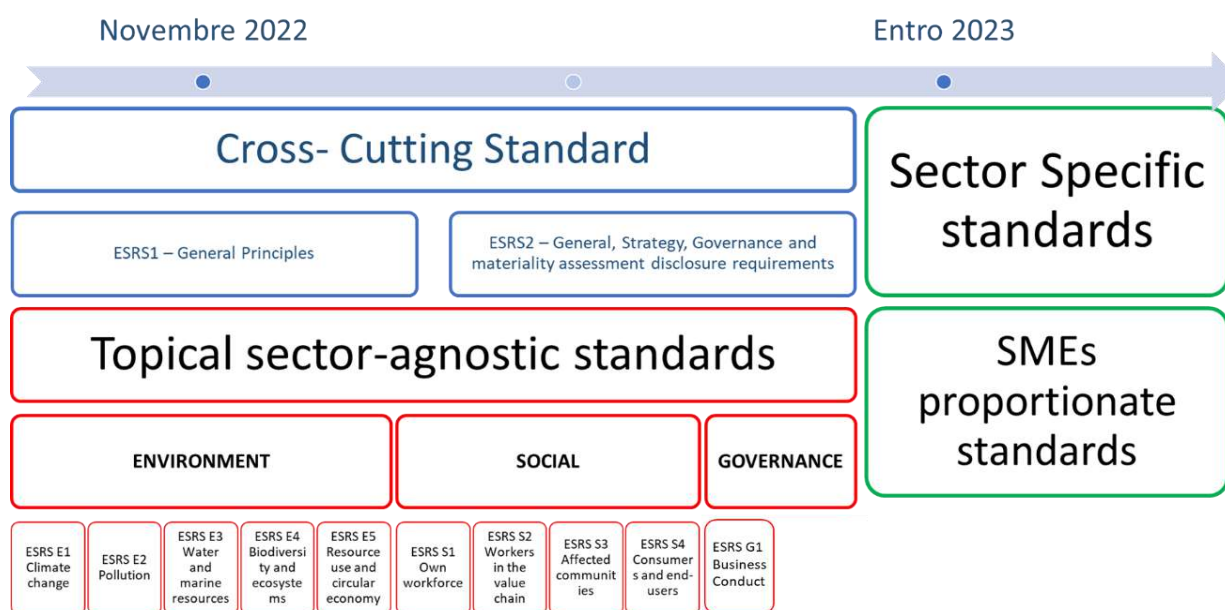 Novembre 2022
Entro 2023
Cross- Cutting Standard
ESRS1 – General Principles
ESRS2 – General, Strategy, Governance and
materiality assessment disclosure requirements
Sector Specific
standards
Topical sector-agnostic standards
SMEs
proportionate
standards
ENVIRONMENT
SOCIAL
GOVERNANCE
ESRS E1
Climate
change
ESRS E2
Pollution
ESRS E3
Water
and
marine
resources
ESRS E4
Biodiversi
ty and
ecosyste
ms
ESRS E5
Resource
use and
circular
economy
ESRS S1
Own
workforce
ESRS S2
Workers
in the
value
chain
ESRS S3
Affected
communit
ies
ESRS S4
Consumer
s and end-
users
ESRS G1
Business
Conduct